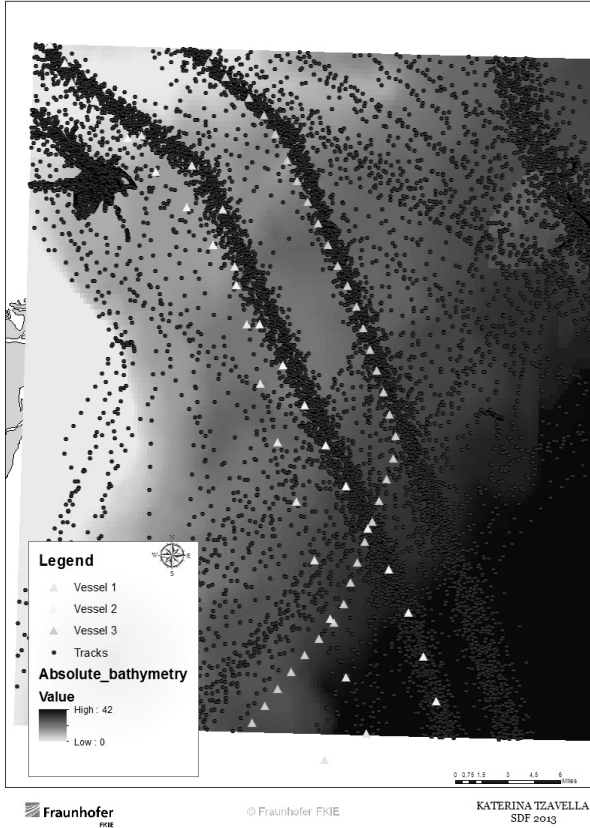 Legend
N
W E
S
Vessel 1
Vessel 2
Vessel 3
Tracks
Absolute_bathymetry
Value
High : 42
Low : 0
0 0.75 1.5 3 4.5 6
Miles
Fraunhofer
FKIE
© Fraunhofer FKIE
KATERINA TZAVELLA
SDF 2013